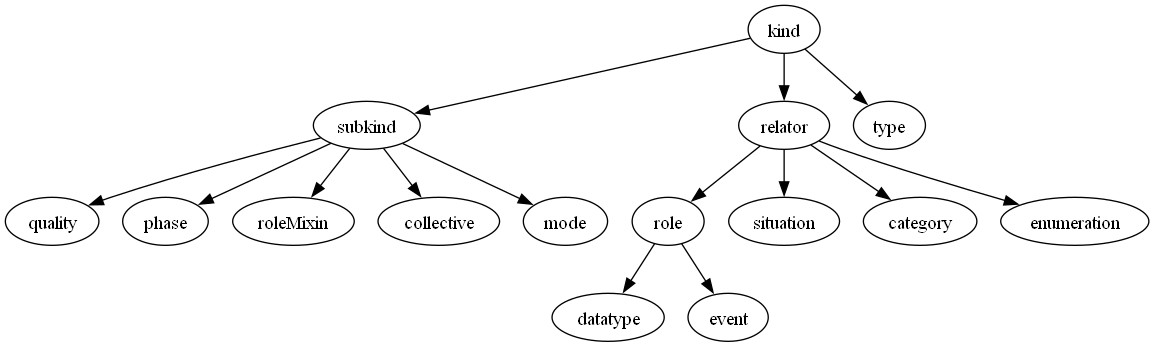 kind
subkind
relator
type
quality
phase
roleMixin
collective
mode
role
situation
category
enumeration
datatype
event